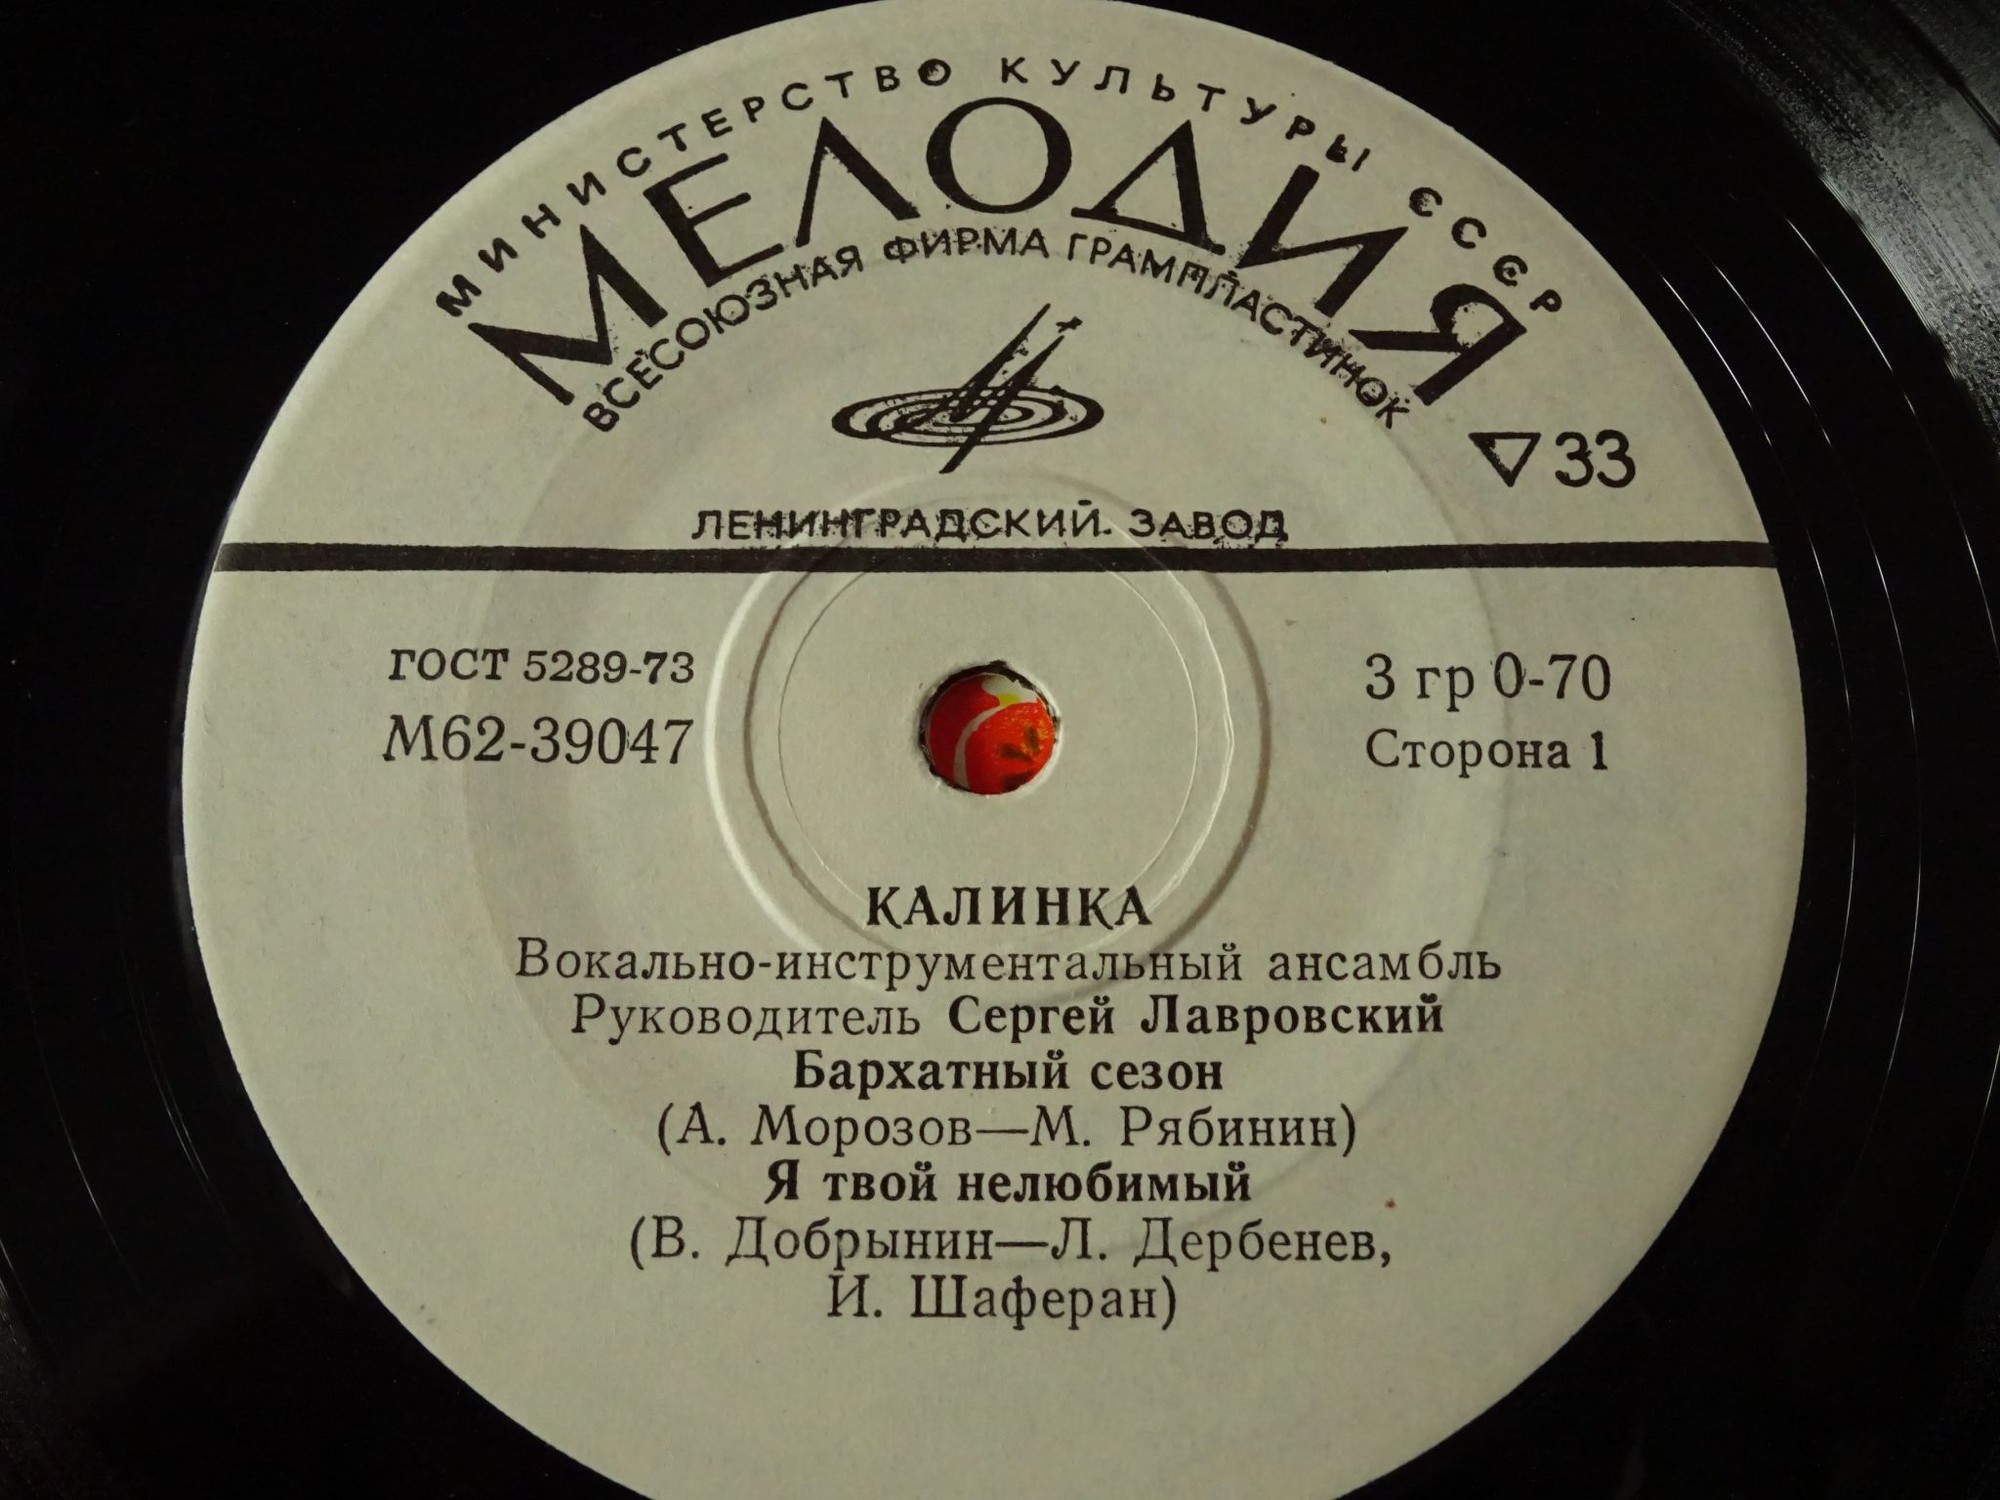 МИНИСТЕРСТВО КУЛЬТУРЫ СССР
МЕЛОДИЯ
ВСЕСОЮЗНАЯ ФИРМА ГРАМПЛАСТИНОК
33
ЛЕНИНГРАДСКИЙ ЗАВОД
ГОСТ 5289-73
М62-39047
3 гр 0-70
Сторона 1
КАЛИНКА
Вокально-инструментальный ансамбль
Руководитель Сергей Лавровский
Бархатный сезон
(А. Морозов—М. Рябинин)
Я твой нелюбимый
(В. Добрынин—Л. Дербенев,
И. Шаферан)